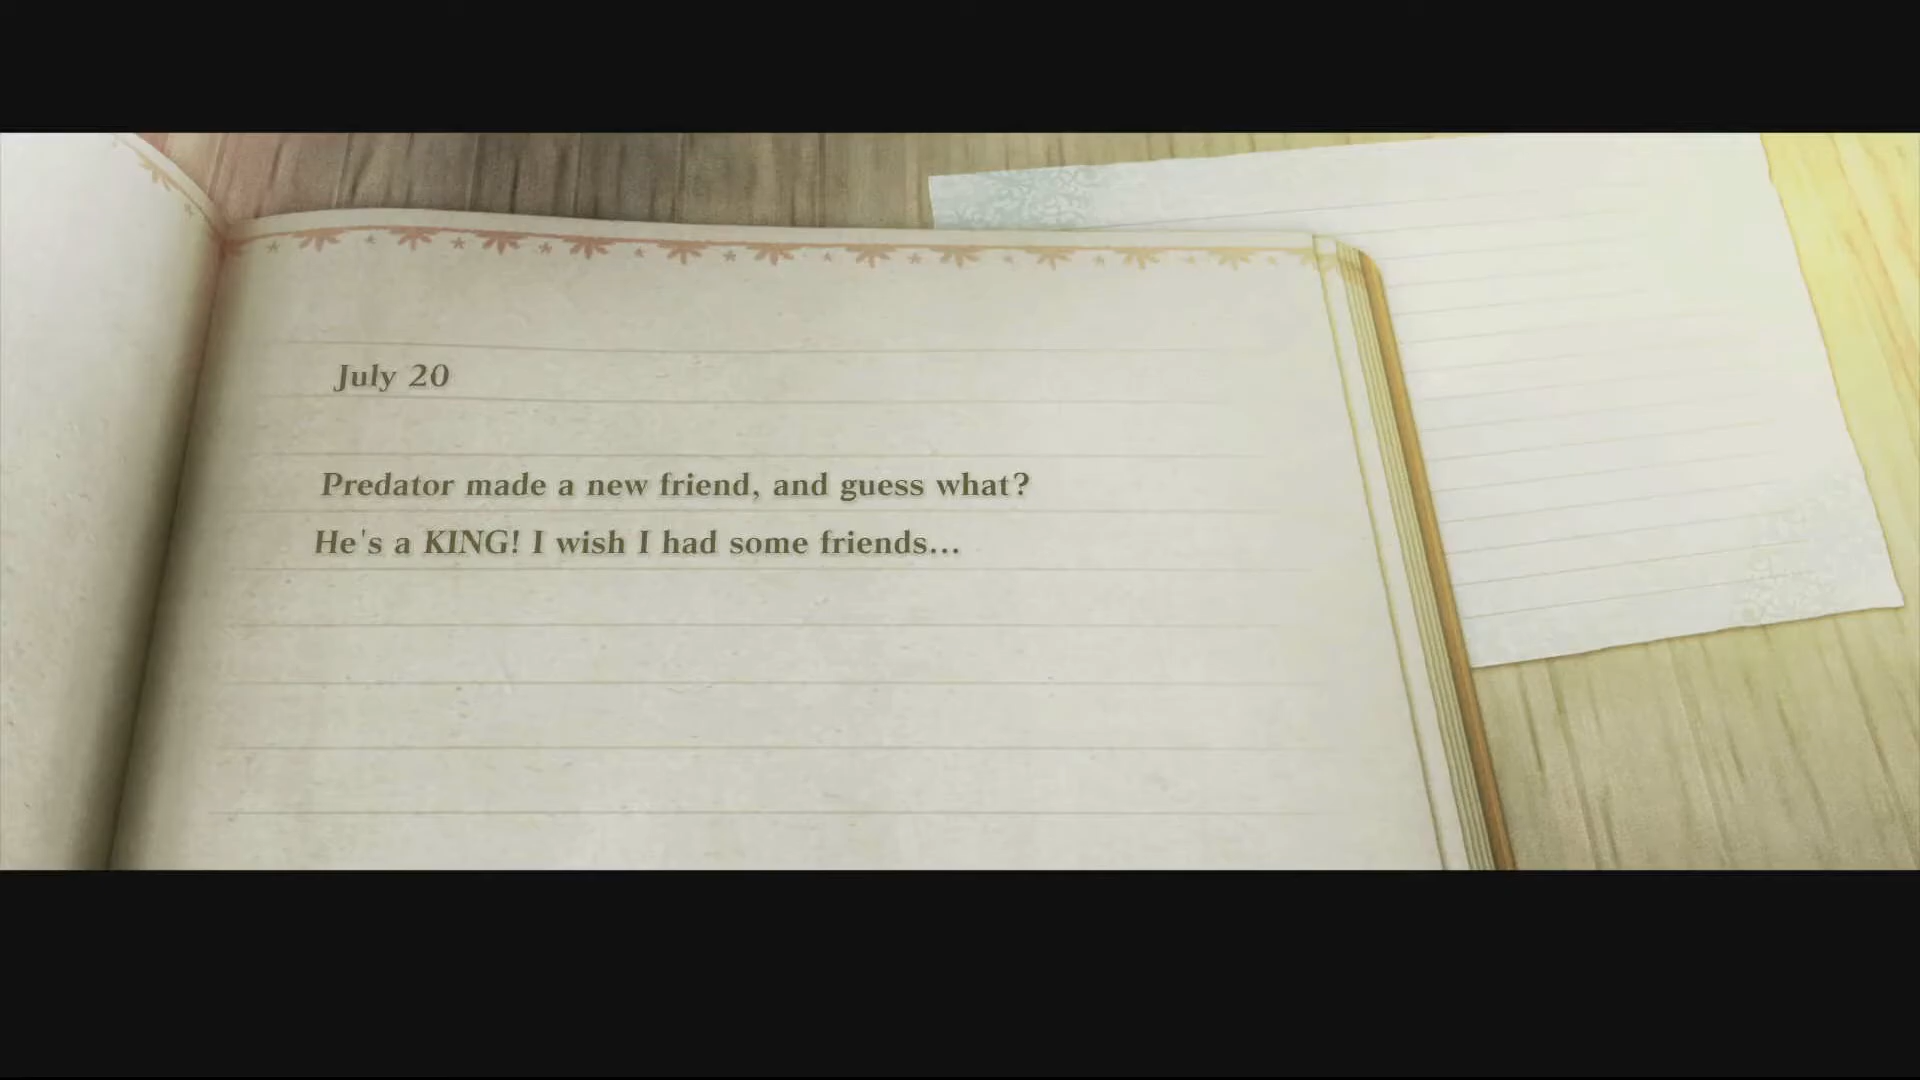 July 20
Predator made a new friend, and guess what?
He's a KING! I wish I had some friends...